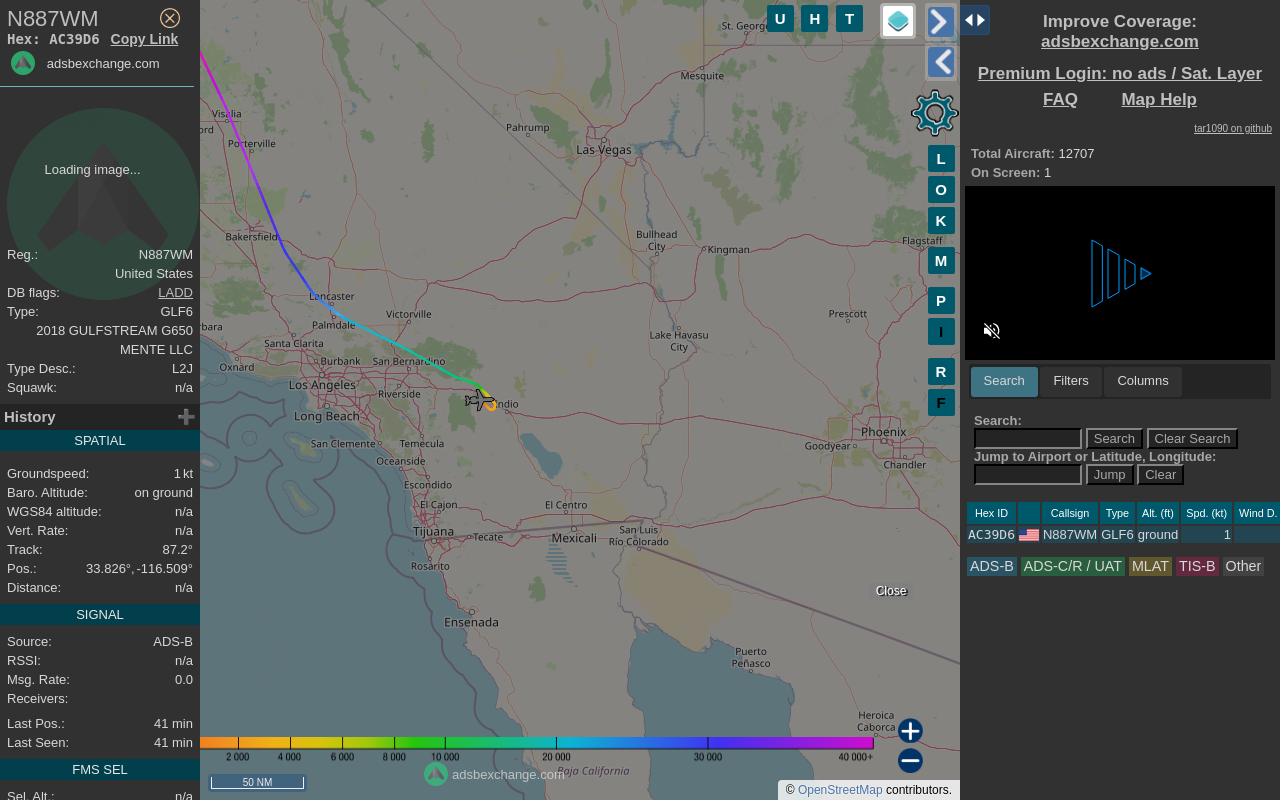 N887WM
Hex: AC39D6 Copy Link
adsbexchange.com
Loading image...
Reg.: N887WM
United States
DB flags: LADD
Type: GLF6
2018 GULFSTREAM G650
MENTE LLC
Type Desc.: L2J
Squawk: n/a
History
SPATIAL
Groundspeed: 1 kt
Baro. Altitude: on ground
WGS84 altitude: n/a
Vert. Rate: n/a
Track: 87.2°
Pos.: 33.826°, -116.509°
Distance: n/a
SIGNAL
Source: ADS-B
RSSI: n/a
Msg. Rate: 0.0
Receivers:
Last Pos.: 41 min
Last Seen: 41 min
FMS SEL
Sel. Alt.: n/a
U H T
St. George
Mesquite
Visalia
ord
Porterville
Pahrump
Las Vegas
Bakersfield
Bullhead
City
Kingman
Flagstaff
Lancaster
Palmdale
Victorville
Prescott
bara
Santa Clarita
Lake Havasu
City
Oxnard
Burbank
San Bernardino
Los Angeles
Riverside
Indio
Long Beach
Phoenix
San Clemente
Temecula
Goodyear
Oceanside
Chandler
Escondido
El Cajon
El Centro
Tijuana
Tecate
Mexicali
San Luis
Río Colorado
Rosarito
Close
Ensenada
Puerto
Peñasco
Heroica
Caborca
L
O
K
M
P
I
R
F
2 000 4 000 6 000 8 000 10 000 20 000 30 000 40 000+
adsbexchange.com
Baja California
50 NM
© OpenStreetMap contributors.
Improve Coverage:
adsbexchange.com
Premium Login: no ads / Sat. Layer
FAQ Map Help
tar1090 on github
Total Aircraft: 12707
On Screen: 1
Search Filters Columns
Search:
Search Clear Search
Jump to Airport or Latitude, Longitude:
Jump Clear
Hex ID Callsign Type Alt. (ft) Spd. (kt) Wind D.
AC39D6 N887WM GLF6 ground 1
ADS-B ADS-C/R / UAT MLAT TIS-B Other